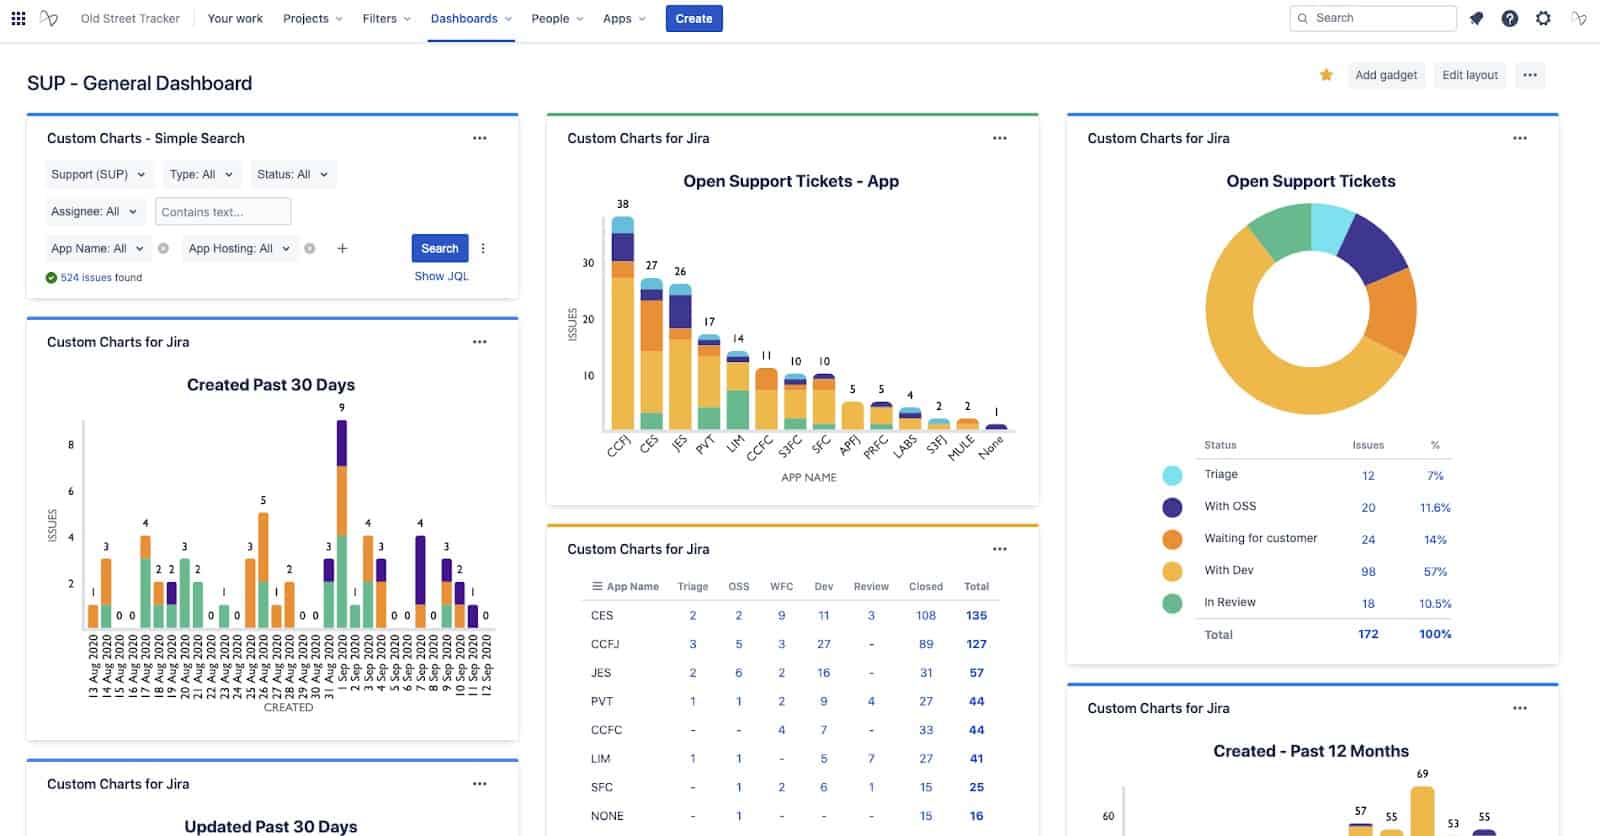 Old Street Tracker Your work Projects Filters Dashboards People Apps Create Search
SUP - General Dashboard
Add gadget Edit layout
Custom Charts - Simple Search
Support (SUP) Type: All Status: All
Assignee: All Contains text...
App Name: All App Hosting: All + Search
524 issues found Show JQL
Custom Charts for Jira
Created Past 30 Days
9
8
6
5
4 4 4
4
3 3 3 3 3 3
2 2 2 2 2
2
1 1 1 1 1
0 0 0 0 0 0 0 0 0 0 0
ISSUES
13 Aug 2020
14 Aug 2020
15 Aug 2020
16 Aug 2020
17 Aug 2020
18 Aug 2020
19 Aug 2020
20 Aug 2020
21 Aug 2020
22 Aug 2020
23 Aug 2020
24 Aug 2020
25 Aug 2020
26 Aug 2020
27 Aug 2020
28 Aug 2020
29 Aug 2020
30 Aug 2020
31 Aug 2020
1 Sep 2020
2 Sep 2020
3 Sep 2020
4 Sep 2020
5 Sep 2020
6 Sep 2020
7 Sep 2020
8 Sep 2020
9 Sep 2020
10 Sep 2020
11 Sep 2020
12 Sep 2020
CREATED
Custom Charts for Jira
Updated Past 30 Days
Custom Charts for Jira
Open Support Tickets - App
38 27 26 17 14 11 10 10 5 5 4 2 2 1
30
20
10
ISSUES
CCFJ CES JES PVT LIM CCFC S3FC SFC APFJ PRFC LABS S3FJ MULE None
APP NAME
Custom Charts for Jira
App Name Triage OSS WFC Dev Review Closed Total
CES 2 2 9 11 3 108 135
CCFJ 3 5 3 27 - 89 127
JES 2 6 2 16 - 31 57
PVT 1 1 2 9 4 27 44
CCFC - - 4 7 - 33 44
LIM 1 1 - 5 7 27 41
SFC - 1 2 6 1 15 25
NONE - 1 - - - 15 16
Custom Charts for Jira
Open Support Tickets
Status Issues %
Triage 12 7%
With OSS 20 11.6%
Waiting for customer 24 14%
With Dev 98 57%
In Review 18 10.5%
Total 172 100%
Custom Charts for Jira
Created - Past 12 Months
69
60
57 55 53 55